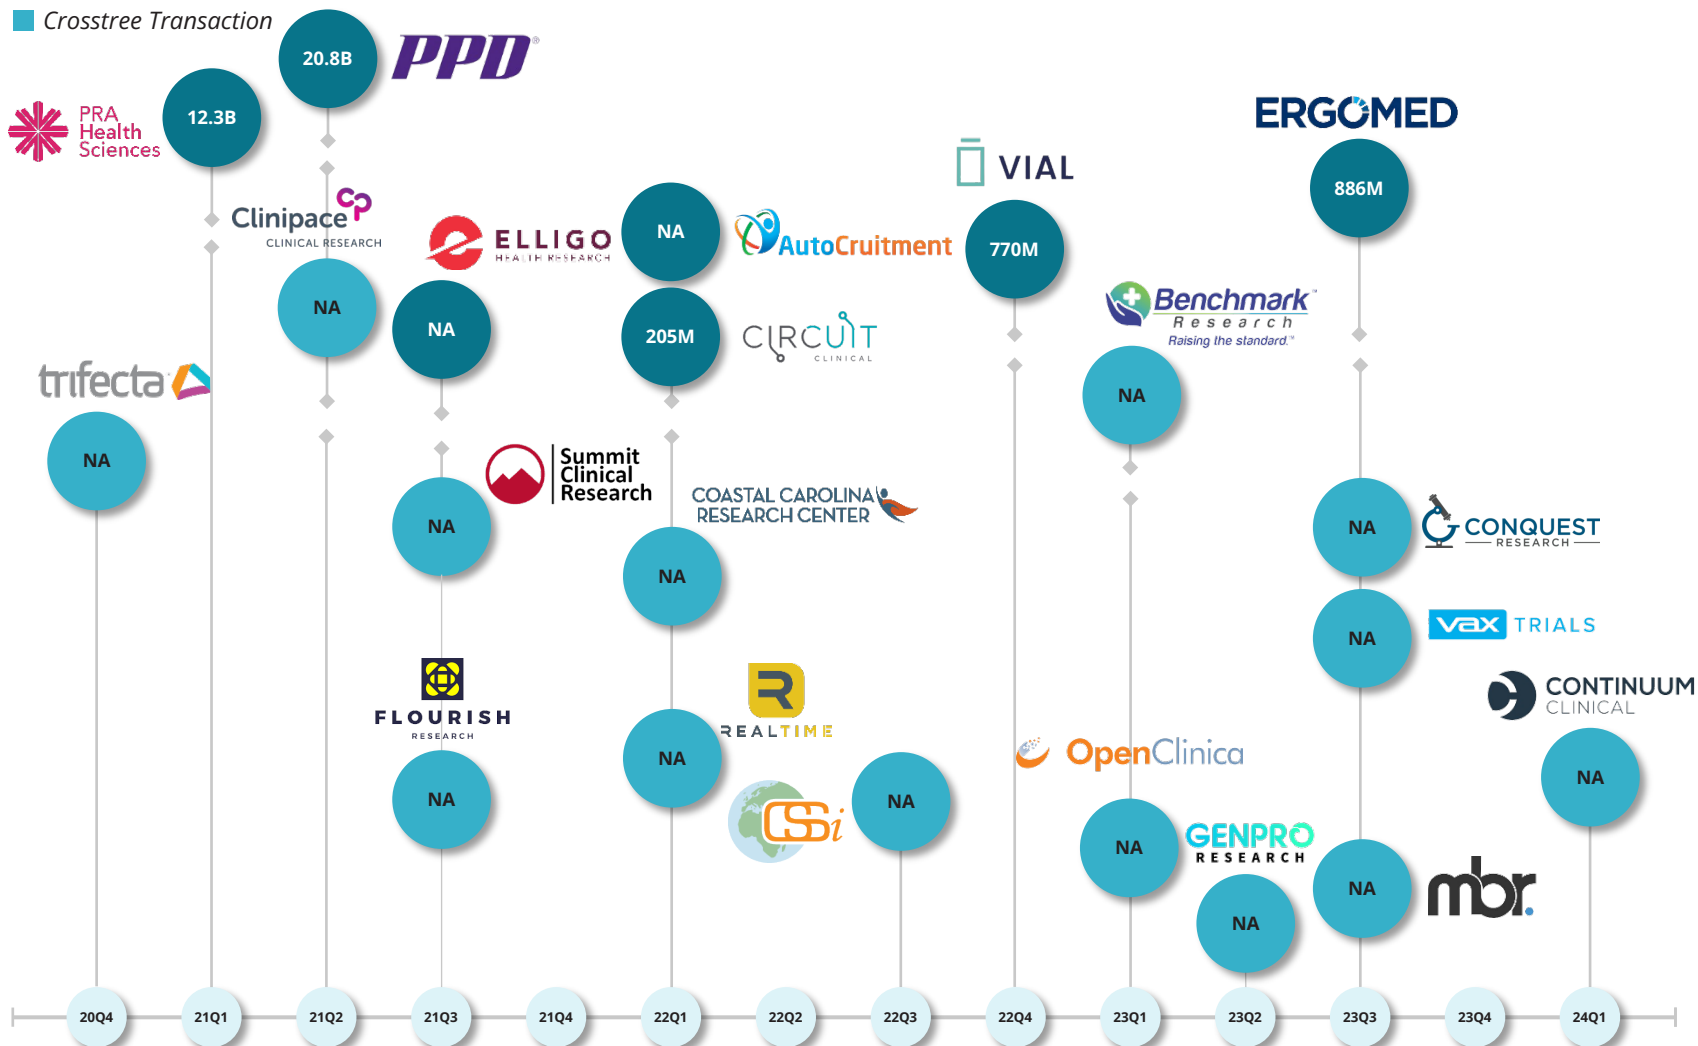 Crosstree Transaction
20.8B
PPD®
12.3B
PRA
Health
Sciences
ERGOMED
886M
VIAL
770M
Clinipace cp
CLINICAL RESEARCH
NA
ELLIGO
HEALTH RESEARCH
NA
NA
AutoCruitment
205M
CIRCUIT
CLINICAL
Benchmark™
Research
Raising the standard.™
NA
trifecta
NA
Summit
Clinical
Research
NA
COASTAL CAROLINA
RESEARCH CENTER
NA
NA
CONQUEST
RESEARCH
NA
vax TRIALS
FLOURISH
RESEARCH
NA
R
REALTIME
NA
CSSi
NA
OpenClinica
NA
GENPRO
RESEARCH
NA
NA
mbr.
CONTINUUM
CLINICAL
NA
20Q4
21Q1
21Q2
21Q3
21Q4
22Q1
22Q2
22Q3
22Q4
23Q1
23Q2
23Q3
23Q4
24Q1